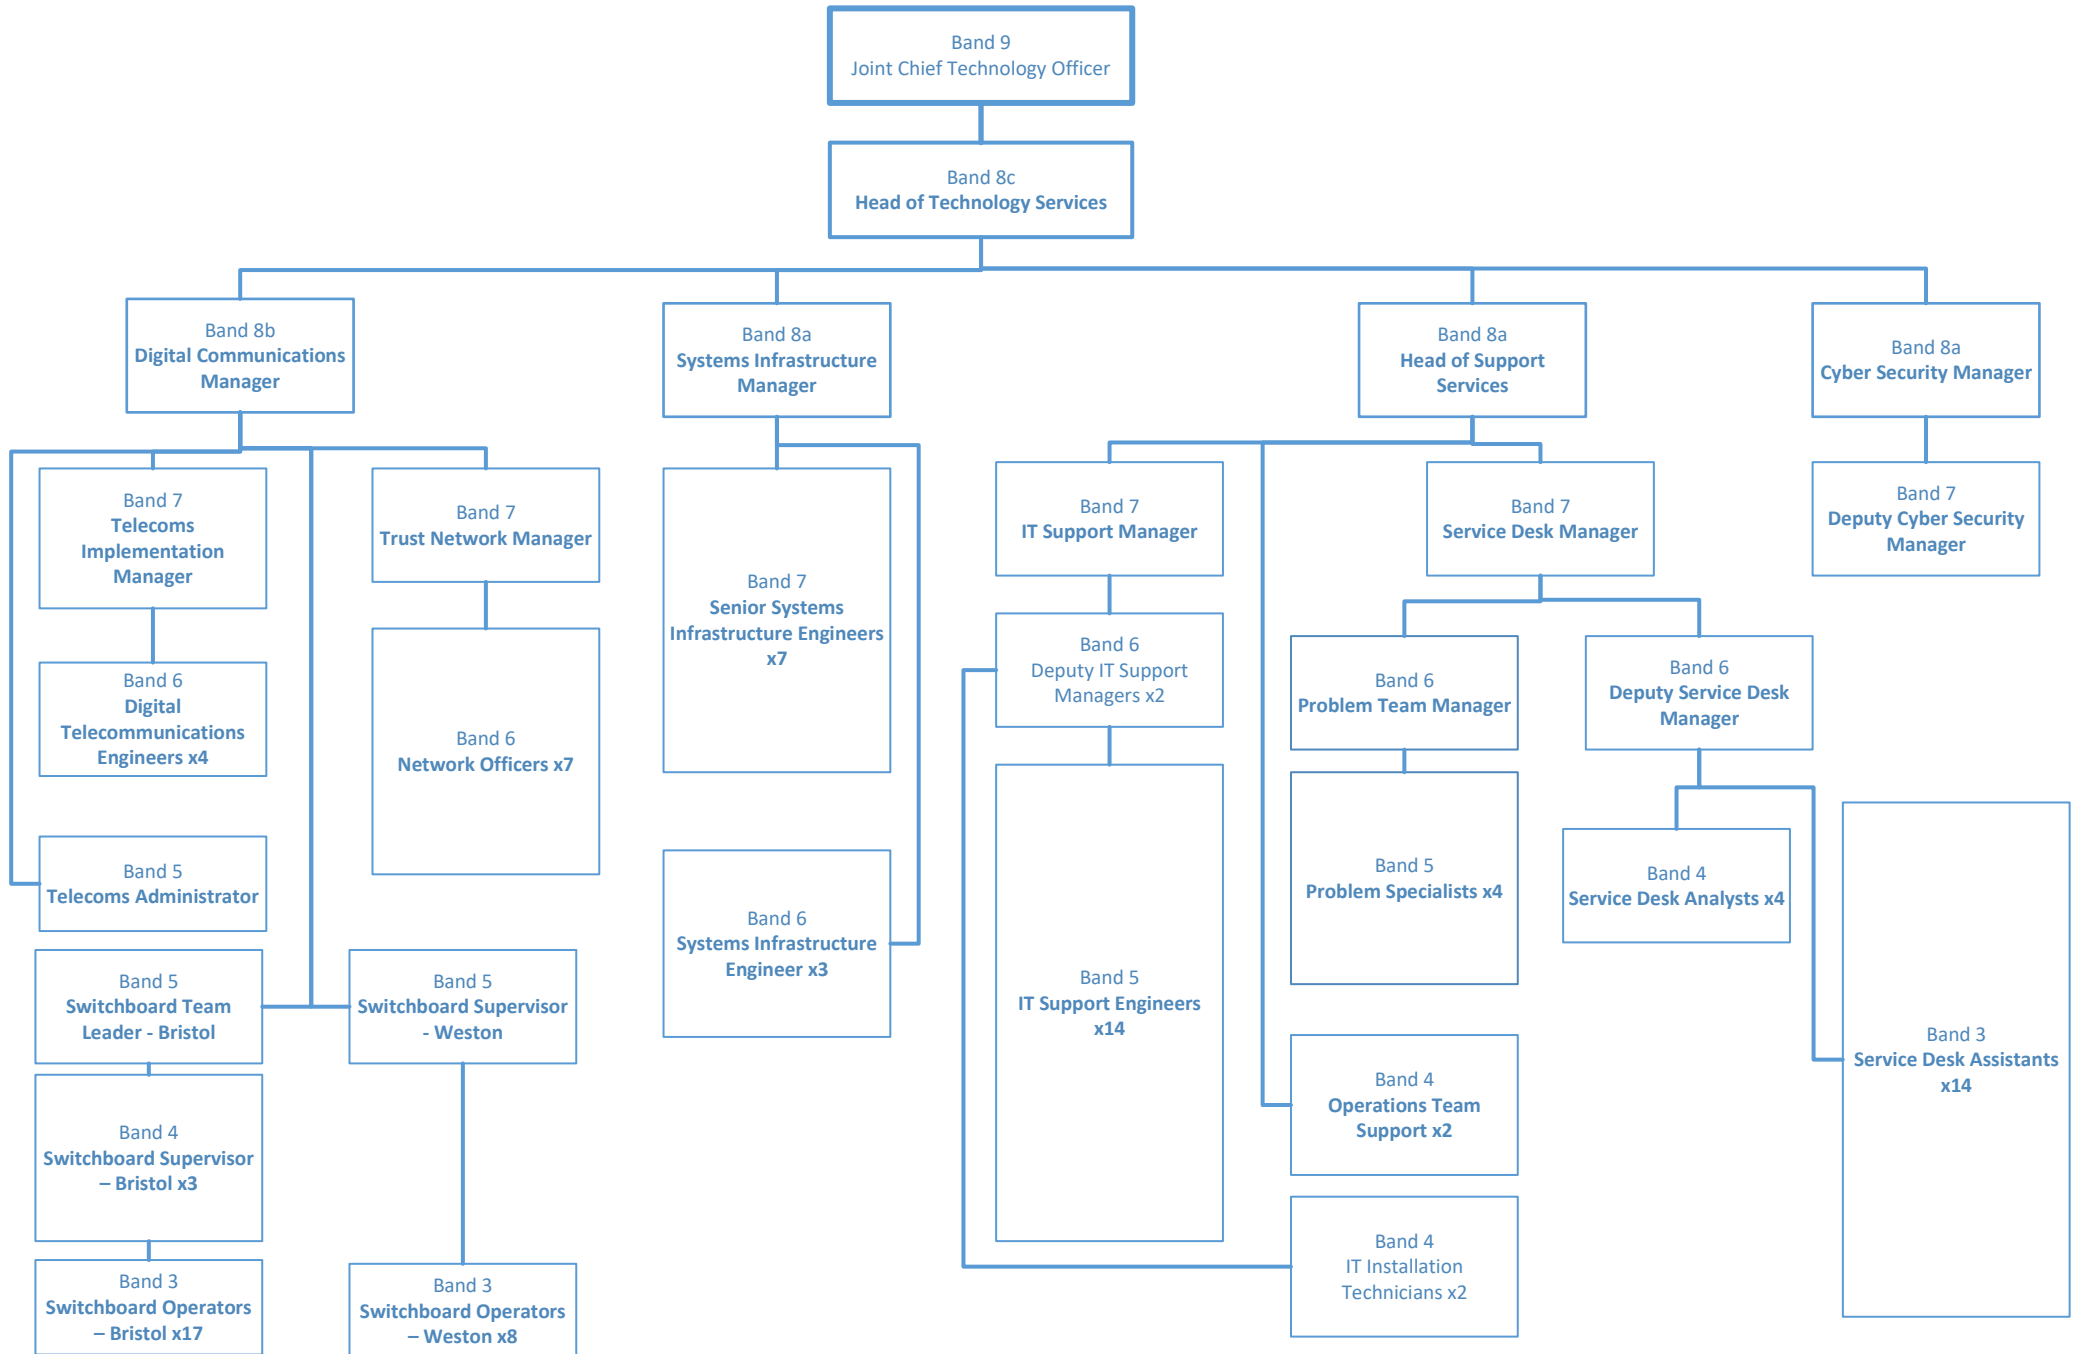 Band 9
Joint Chief Technology Officer
Band 8c
Head of Technology Services
Band 8b
Digital Communications
Manager
Band 8a
Systems Infrastructure
Manager
Band 8a
Head of Support
Services
Band 8a
Cyber Security Manager
Band 7
Telecoms
Implementation
Manager
Band 7
Trust Network Manager
Band 7
Senior Systems
Infrastructure Engineers
x7
Band 7
IT Support Manager
Band 7
Service Desk Manager
Band 7
Deputy Cyber Security
Manager
Band 6
Digital
Telecommunications
Engineers x4
Band 6
Network Officers x7
Band 6
Deputy IT Support
Managers x2
Band 6
Problem Team Manager
Band 6
Deputy Service Desk
Manager
Band 5
Telecoms Administrator
Band 6
Systems Infrastructure
Engineer x3
Band 5
IT Support Engineers
x14
Band 5
Problem Specialists x4
Band 4
Service Desk Analysts x4
Band 5
Switchboard Team
Leader - Bristol
Band 5
Switchboard Supervisor
- Weston
Band 4
Operations Team
Support x2
Band 3
Service Desk Assistants
x14
Band 4
Switchboard Supervisor
– Bristol x3
Band 4
IT Installation
Technicians x2
Band 3
Switchboard Operators
– Bristol x17
Band 3
Switchboard Operators
– Weston x8